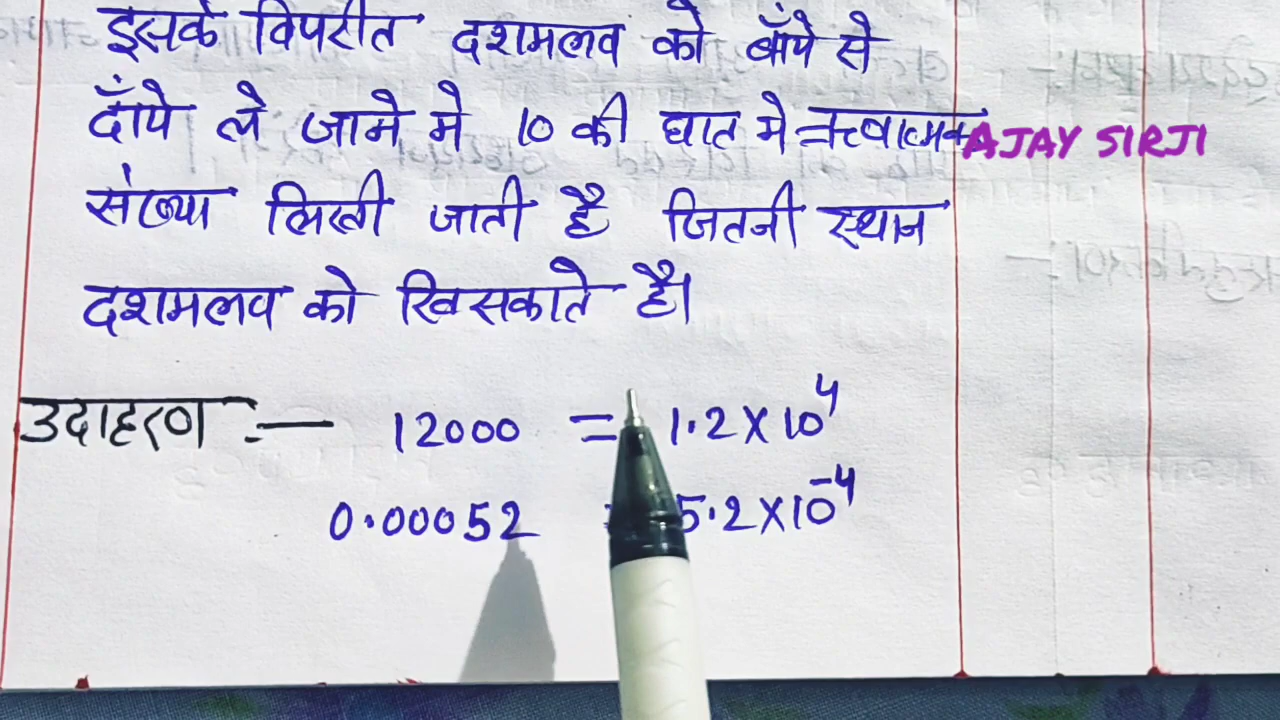 इसके विपरीत दशमलव को बाँये से
दाँये ले जाने मे 10 की घात मे ऋत्वात्मक
AJAY SIRJI
संख्या लिखी जाती है जितनी स्थान
दशमलव को खिसकाते है।
उदाहरण :— 12000 = 1.2 × 10⁴
0.00052 = 5.2 × 10⁻⁴